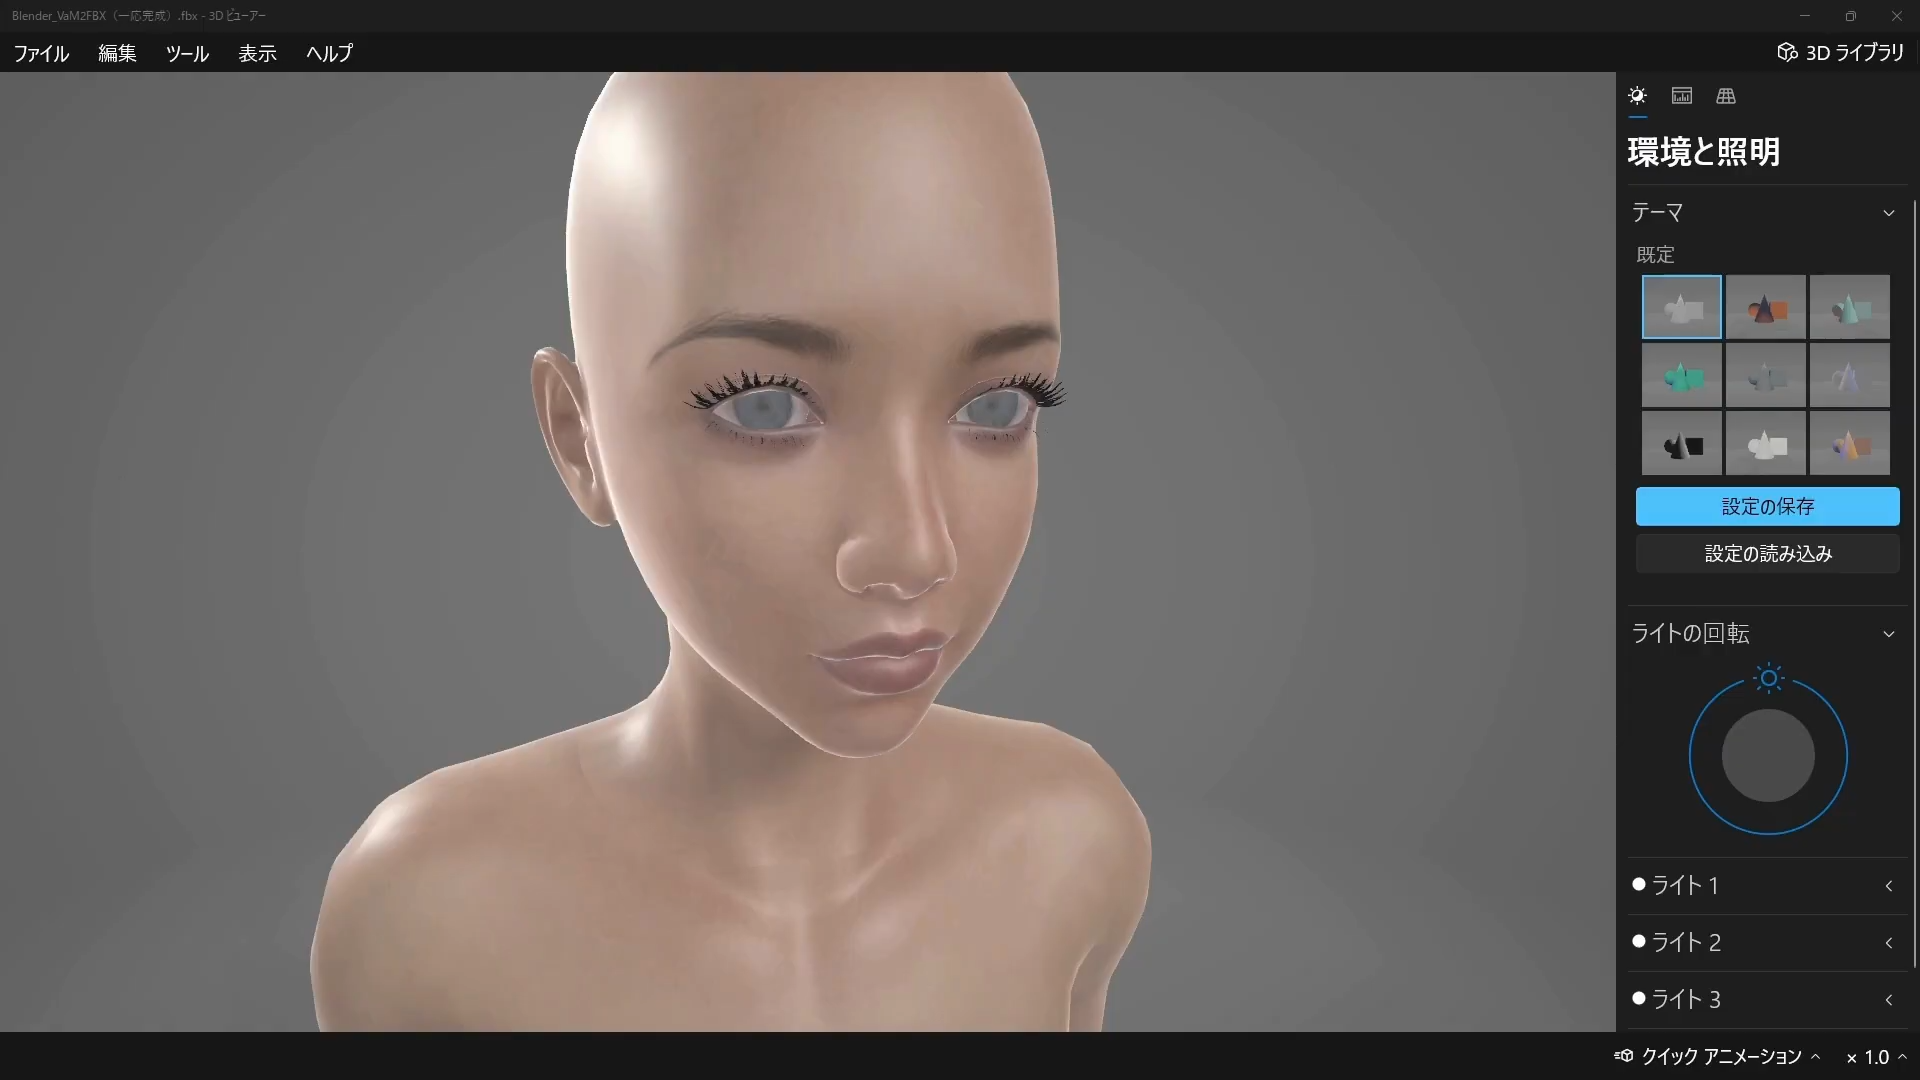 Blender_VaM2FBX（一応完成）.fbx - 3D ビューアー
ファイル 編集 ツール 表示 ヘルプ
3D ライブラリ
環境と照明
テーマ
既定
設定の保存
設定の読み込み
ライトの回転
ライト 1
ライト 2
ライト 3
クイック アニメーション × 1.0